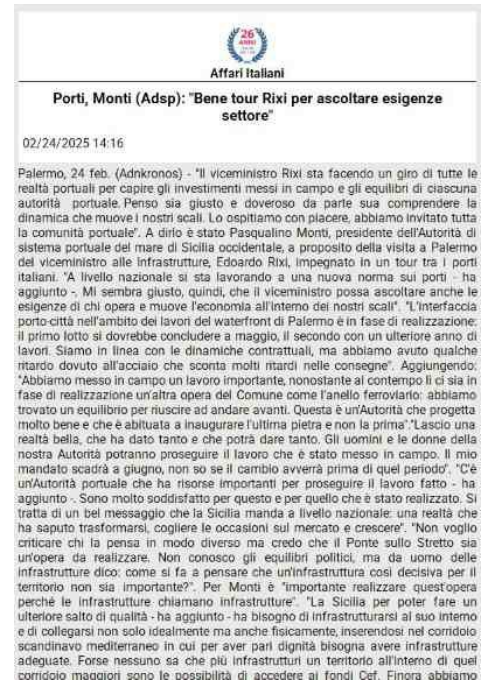 26
ANNI
Affari Italiani
Porti, Monti (Adsp): "Bene tour Rixi per ascoltare esigenze
settore"
02/24/2025 14:16
Palermo, 24 feb. (Adnkronos) - "Il viceministro Rixi sta facendo un giro di tutte le
realtà portuali per capire gli investimenti messi in campo e gli equilibri di ciascuna
autorità portuale. Penso sia giusto e doveroso da parte sua comprendere la
dinamica che muove i nostri scali. Lo ospitiamo con piacere, abbiamo invitato tutta
la comunità portuale". A dirlo è stato Pasqualino Monti, presidente dell'Autorità di
sistema portuale del mare di Sicilia occidentale, a proposito della visita a Palermo
del viceministro alle Infrastrutture, Edoardo Rixi, impegnato in un tour tra i porti
italiani. "A livello nazionale si sta lavorando a una nuova norma sui porti - ha
aggiunto -. Mi sembra giusto, quindi, che il viceministro possa ascoltare anche le
esigenze di chi opera e muove l'economia all'interno dei nostri scali". "L'interfaccia
porto-città nell'ambito dei lavori del waterfront di Palermo è in fase di realizzazione:
il primo lotto si dovrebbe concludere a maggio, il secondo con un ulteriore anno di
lavori. Siamo in linea con le dinamiche contrattuali, ma abbiamo avuto qualche
ritardo dovuto all'acciaio che sconta molti ritardi nelle consegne". Aggiungendo:
"Abbiamo messo in campo un lavoro importante, nonostante al contempo lì ci sia in
fase di realizzazione un'altra opera del Comune come l'anello ferroviario: abbiamo
trovato un equilibrio per riuscire ad andare avanti. Questa è un'Autorità che progetta
molto bene e che è abituata a inaugurare l'ultima pietra e non la prima"."Lascio una
realtà bella, che ha dato tanto e che potrà dare tanto. Gli uomini e le donne della
nostra Autorità potranno proseguire il lavoro che è stato messo in campo. Il mio
mandato scadrà a giugno, non so se il cambio avverrà prima di quel periodo". "C'è
un'Autorità portuale che ha risorse importanti per proseguire il lavoro fatto - ha
aggiunto -. Sono molto soddisfatto per questo e per quello che è stato realizzato. Si
tratta di un bel messaggio che la Sicilia manda a livello nazionale: una realtà che
ha saputo trasformarsi, cogliere le occasioni sul mercato e crescere". "Non voglio
criticare chi la pensa in modo diverso ma credo che il Ponte sullo Stretto sia
un'opera da realizzare. Non conosco gli equilibri politici, ma da uomo delle
infrastrutture dico: come si fa a pensare che un'infrastruttura così decisiva per il
territorio non sia importante?". Per Monti è "importante realizzare quest'opera
perché le infrastrutture chiamano infrastrutture". "La Sicilia per poter fare un
ulteriore salto di qualità - ha aggiunto - ha bisogno di infrastrutturarsi al suo interno
e di collegarsi non solo idealmente ma anche fisicamente, inserendosi nel corridoio
scandinavo mediterraneo in cui per aver pari dignità bisogna avere infrastrutture
adeguate. Forse nessuno sa che più infrastrutturi un territorio all'interno di quel
corridoio maggiori sono le possibilità di accedere ai fondi Cef. Finora abbiamo